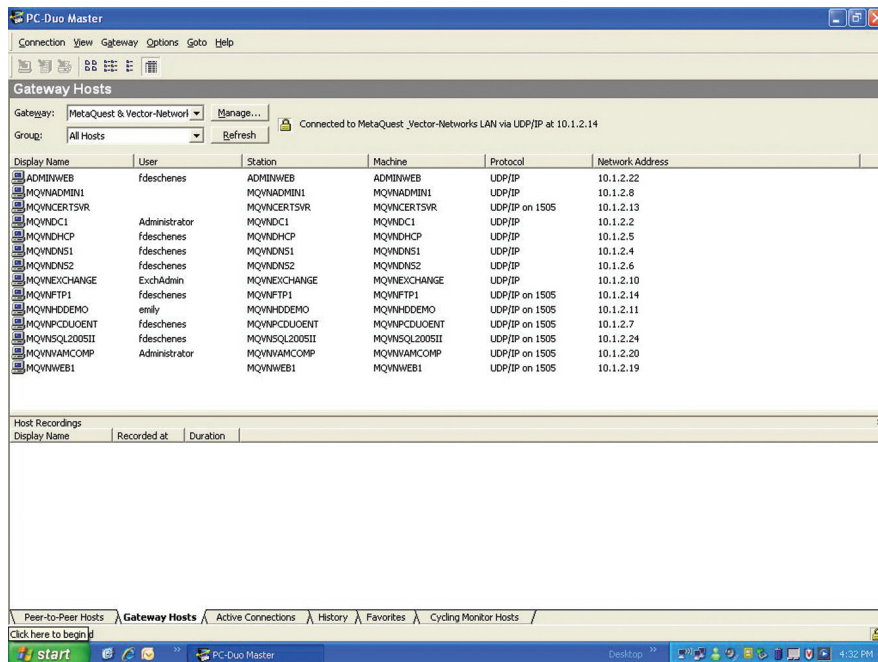 PC-Duo Master
Connection View Gateway Options Goto Help
Gateway Hosts
Gateway: MetaQuest & Vector-Network Manage...
Connected to MetaQuest _Vector-Networks LAN via UDP/IP at 10.1.2.14
Group: All Hosts Refresh
Display Name User Station Machine Protocol Network Address
ADMINWEB fdeschenes ADMINWEB ADMINWEB UDP/IP 10.1.2.22
MQVNADMIN1 MQVNADMIN1 MQVNADMIN1 UDP/IP 10.1.2.8
MQVNCERTSVR MQVNCERTSVR MQVNCERTSVR UDP/IP on 1505 10.1.2.13
MQVNDC1 Administrator MQVNDC1 MQVNDC1 UDP/IP 10.1.2.2
MQVNDHCP fdeschenes MQVNDHCP MQVNDHCP UDP/IP 10.1.2.5
MQVNDNS1 fdeschenes MQVNDNS1 MQVNDNS1 UDP/IP 10.1.2.4
MQVNDNS2 fdeschenes MQVNDNS2 MQVNDNS2 UDP/IP 10.1.2.6
MQVNEXCHANGE ExchAdmin MQVNEXCHANGE MQVNEXCHANGE UDP/IP 10.1.2.10
MQVNFTP1 fdeschenes MQVNFTP1 MQVNFTP1 UDP/IP on 1505 10.1.2.14
MQVNHDDEMO emily MQVNHDDEMO MQVNHDDEMO UDP/IP on 1505 10.1.2.11
MQVNPCDUOENT fdeschenes MQVNPCDUOENT MQVNPCDUOENT UDP/IP on 1505 10.1.2.7
MQVNSQL2005II fdeschenes MQVNSQL2005II MQVNSQL2005II UDP/IP on 1505 10.1.2.24
MQVNVAMCOMP Administrator MQVNVAMCOMP MQVNVAMCOMP UDP/IP on 1505 10.1.2.20
MQVNWEB1 MQVNWEB1 MQVNWEB1 UDP/IP on 1505 10.1.2.19
Host Recordings
Display Name Recorded at Duration
Peer-to-Peer Hosts Gateway Hosts Active Connections History Favorites Cycling Monitor Hosts
Click here to begin d
start PC-Duo Master Desktop 4:32 PM